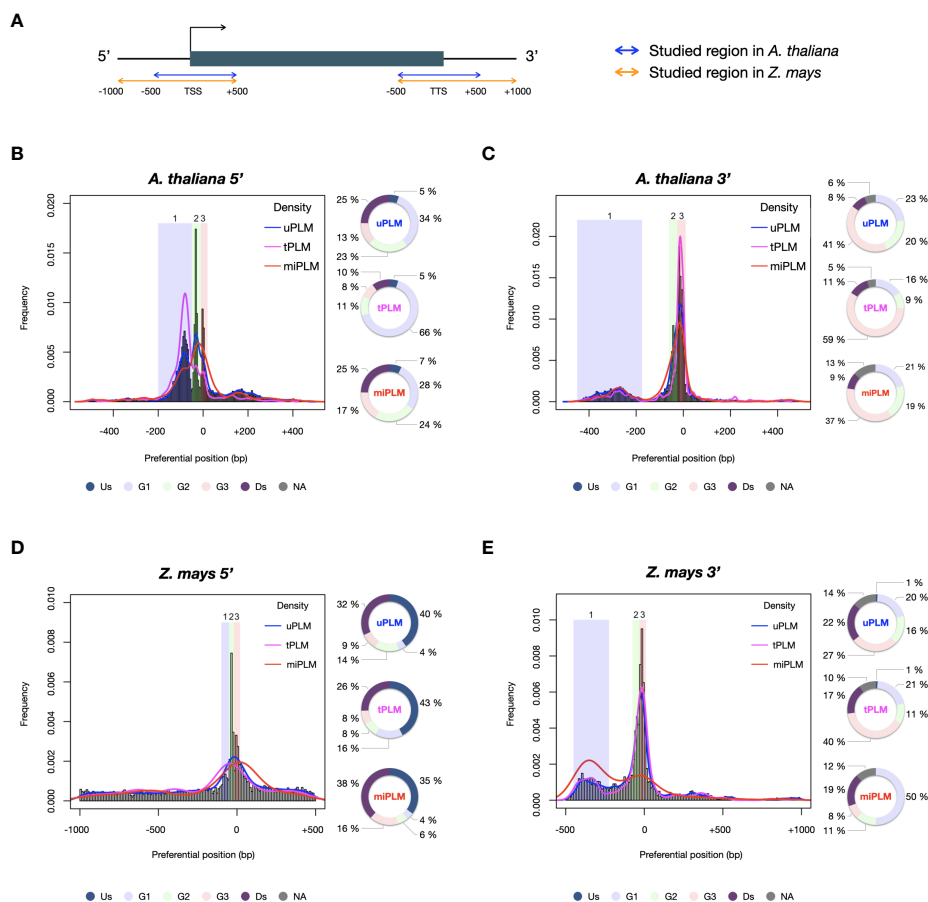 A
5’
3’
-1000
-500
TSS
+500
-500
TTS
+500
+1000
Studied region in A. thaliana
Studied region in Z. mays
B
A. thaliana 5’
Frequency
0.000
0.005
0.010
0.015
0.020
1
2
3
Density
uPLM
tPLM
miPLM
-400
-200
0
+200
+400
Preferential position (bp)
Us
G1
G2
G3
Ds
NA
uPLM
5 %
34 %
23 %
13 %
25 %
tPLM
5 %
66 %
11 %
8 %
10 %
miPLM
7 %
28 %
24 %
17 %
25 %
C
A. thaliana 3’
Frequency
0.000
0.005
0.010
0.015
0.020
1
2
3
Density
uPLM
tPLM
miPLM
-400
-200
0
+200
+400
Preferential position (bp)
Us
G1
G2
G3
Ds
NA
uPLM
23 %
20 %
41 %
8 %
6 %
tPLM
16 %
9 %
59 %
11 %
5 %
miPLM
21 %
19 %
37 %
9 %
13 %
D
Z. mays 5’
Frequency
0.000
0.002
0.004
0.006
0.008
0.010
1
2
3
Density
uPLM
tPLM
miPLM
-1000
-500
0
+500
Preferential position (bp)
Us
G1
G2
G3
Ds
NA
uPLM
40 %
4 %
14 %
9 %
32 %
tPLM
43 %
16 %
8 %
8 %
26 %
miPLM
35 %
4 %
6 %
16 %
38 %
E
Z. mays 3’
Frequency
0.000
0.002
0.004
0.006
0.008
0.010
1
2
3
Density
uPLM
tPLM
miPLM
-500
0
+500
+1000
Preferential position (bp)
Us
G1
G2
G3
Ds
NA
uPLM
1 %
20 %
16 %
27 %
22 %
14 %
tPLM
1 %
21 %
11 %
40 %
17 %
10 %
miPLM
50 %
11 %
8 %
19 %
12 %